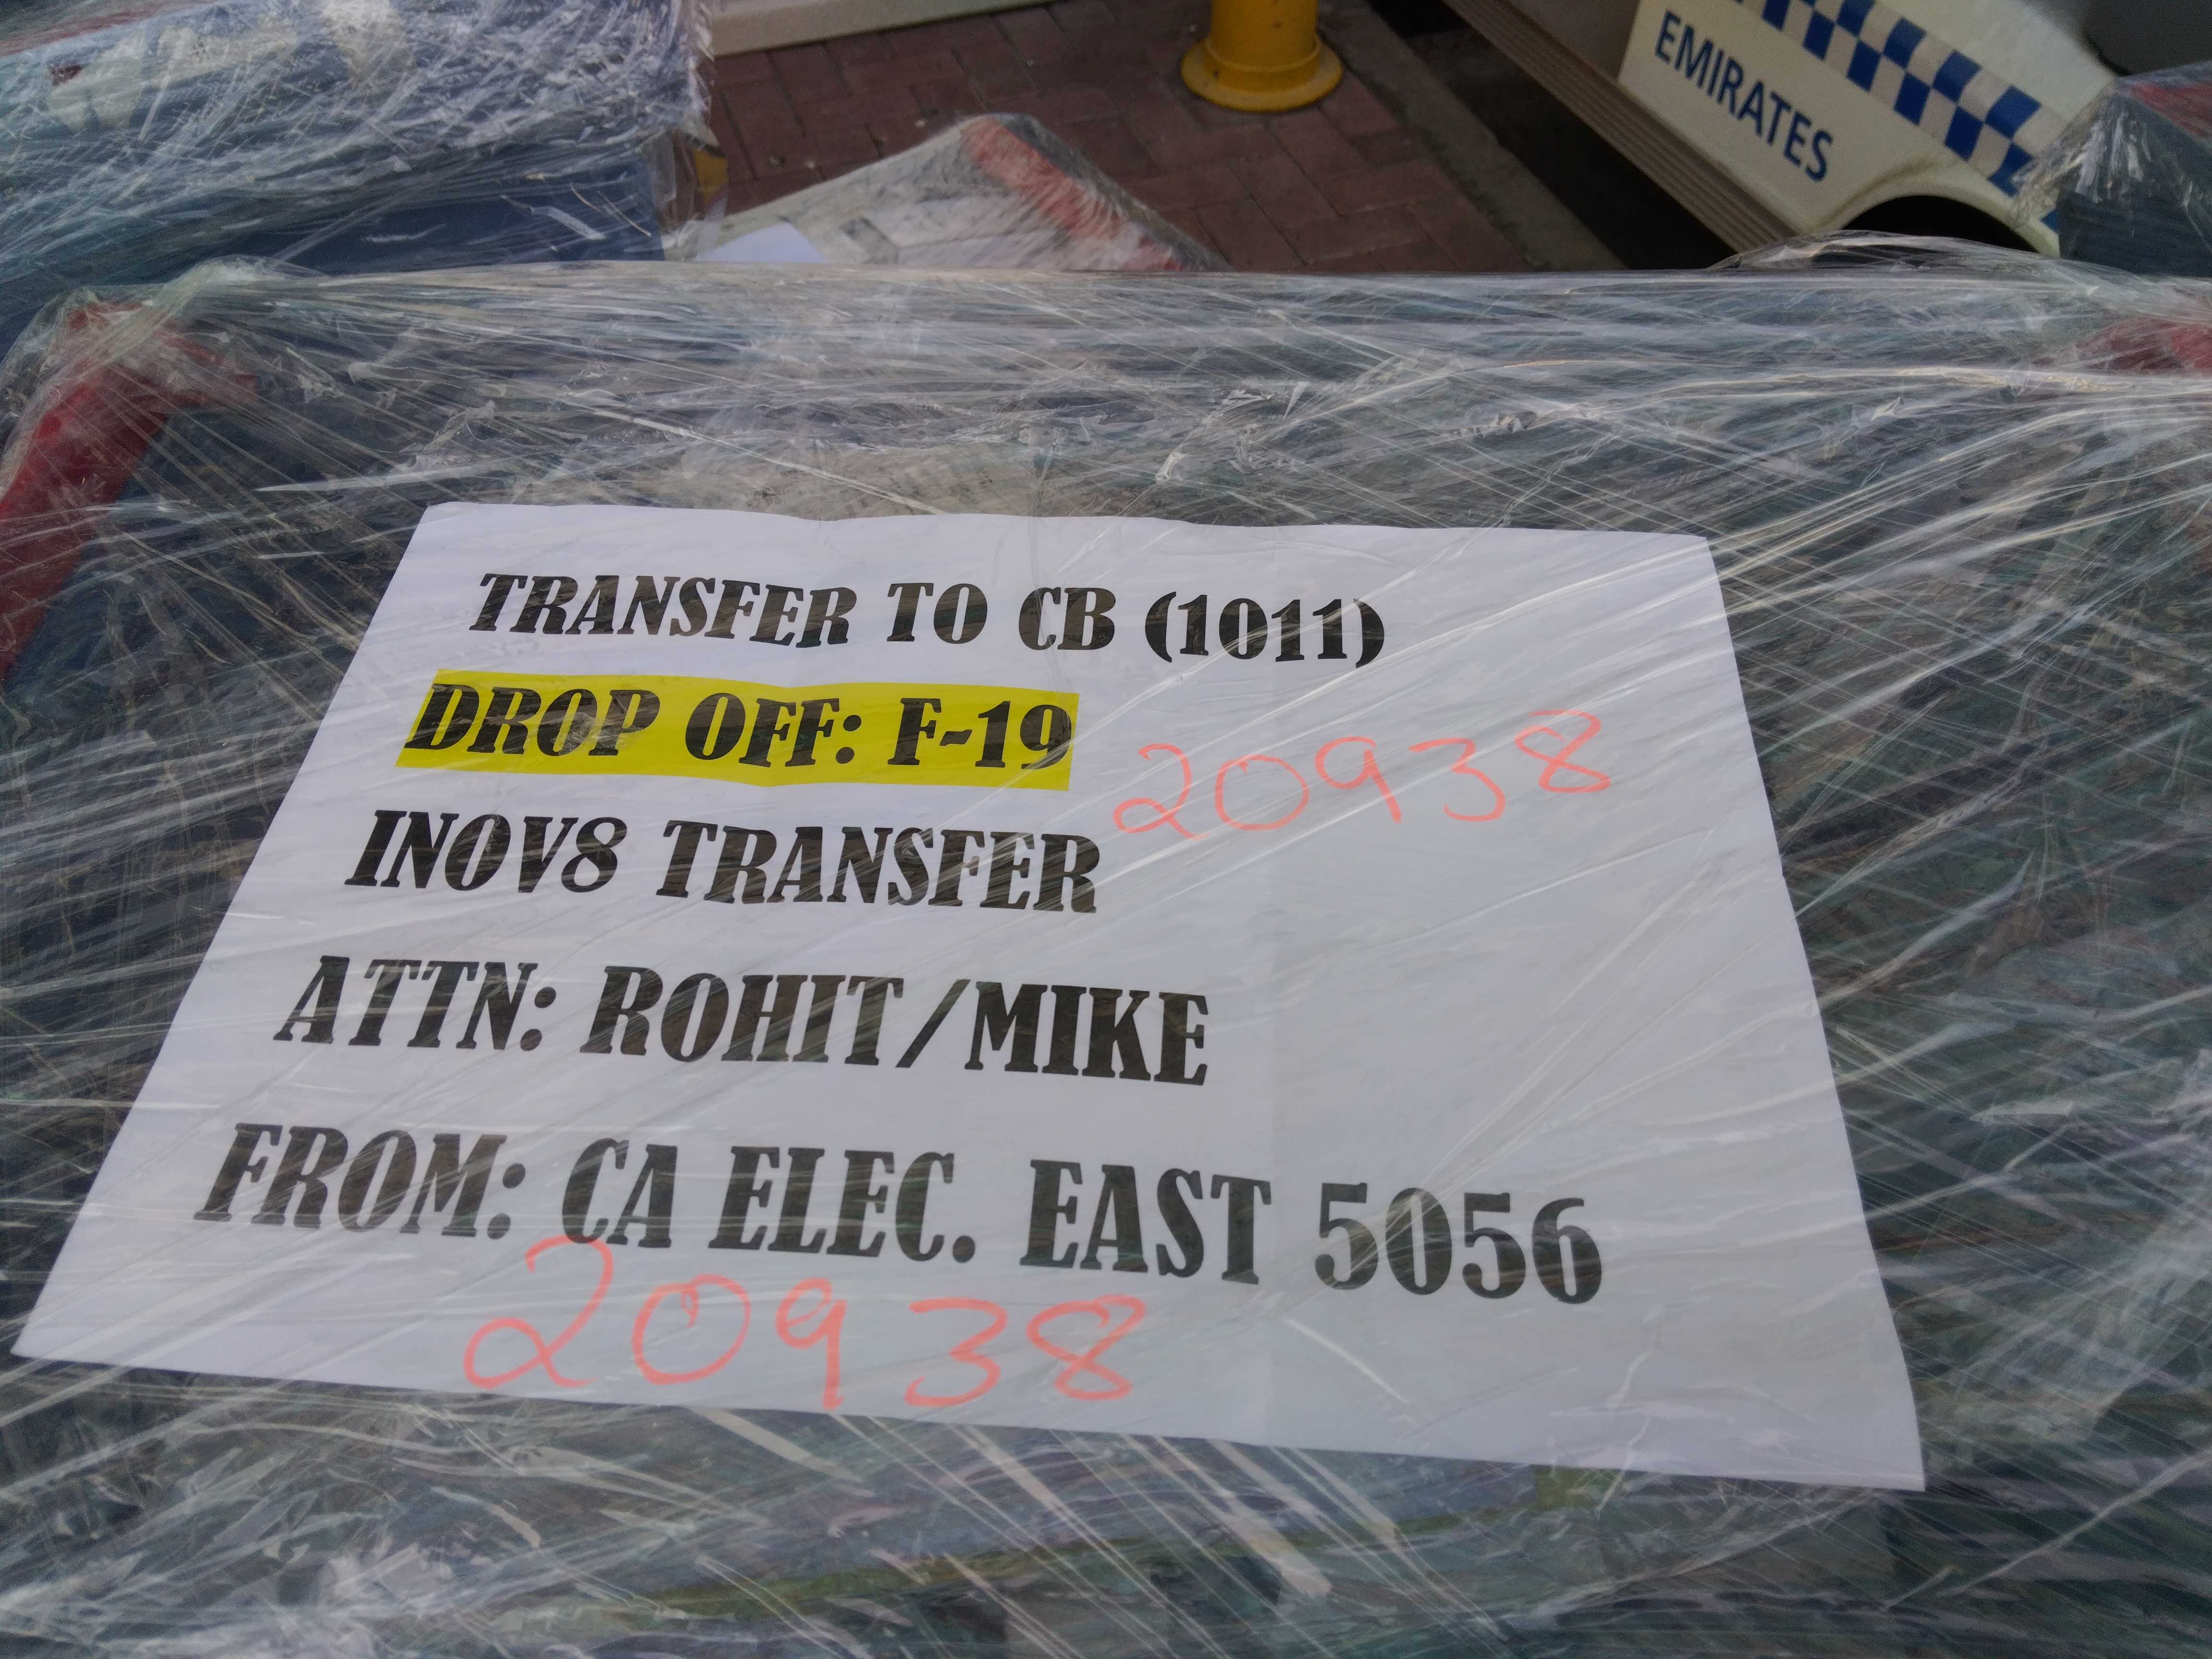 EMIRATES
TRANSFER TO CB (1011)
DROP OFF: F-19
20938
INOV8 TRANSFER
ATTN: ROHIT/MIKE
FROM: CA ELEC. EAST 5056
20938